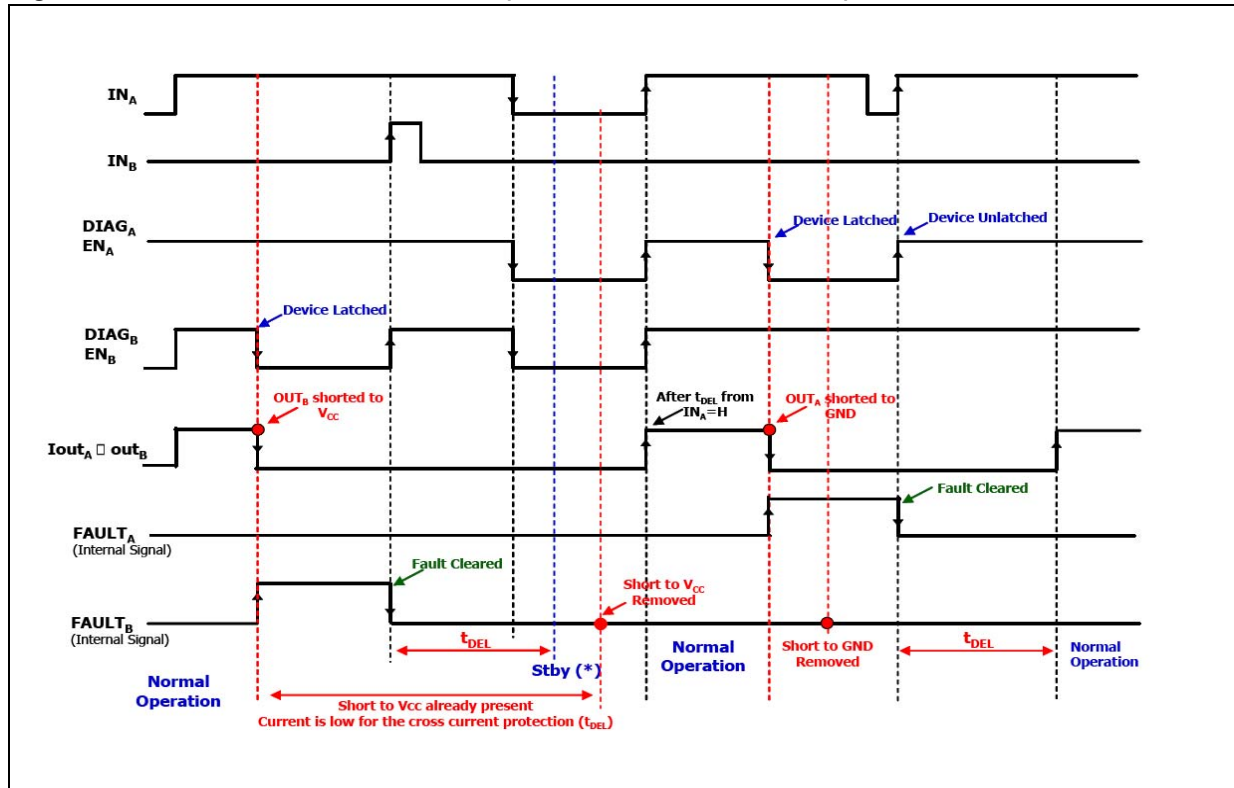 IN_A
IN_B
DIAG_A
EN_A
Device Latched
Device Unlatched
Device Latched
DIAG_B
EN_B
OUT_B shorted to
V_CC
After t_DEL from
IN_A=H
OUT_A shorted to
GND
Iout_A □ out_B
Fault Cleared
FAULT_A
(Internal Signal)
Fault Cleared
Short to V_CC
Removed
FAULT_B
(Internal Signal)
t_DEL
Stby (*)
Normal
Operation
Short to GND
Removed
t_DEL
Normal
Operation
Normal
Operation
Short to Vcc already present
Current is low for the cross current protection (t_DEL)